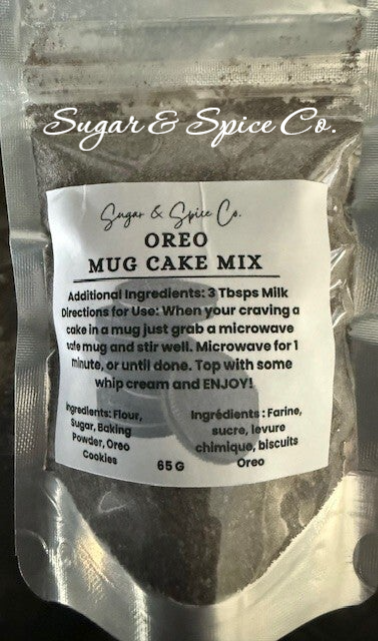 Sugar & Spice Co.
Sugar & Spice Co.
OREO
MUG CAKE MIX
Additional Ingredients: 3 Tbsps Milk
Directions for Use: When your craving a
cake in a mug just grab a microwave
safe mug and stir well. Microwave for 1
minute, or until done. Top with some
whip cream and ENJOY!
Ingredients: Flour,
Sugar, Baking
Powder, Oreo
Cookies
65 G
Ingrédients : Farine,
sucre, levure
chimique, biscuits
Oreo